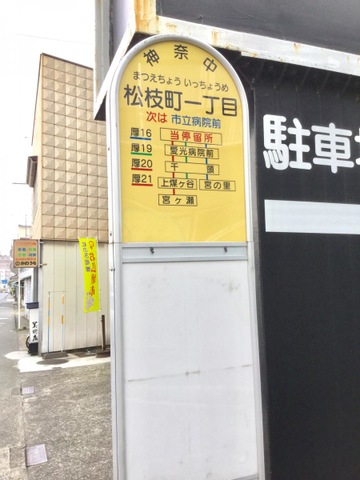 神奈中
まつえちょう いっちょうめ
松枝町一丁目
次は 市立病院前
厚16 当停留所
厚19 愛光病院前
厚20 千頭
厚21 上煤ヶ谷 宮の里
宮ヶ瀬
駐車